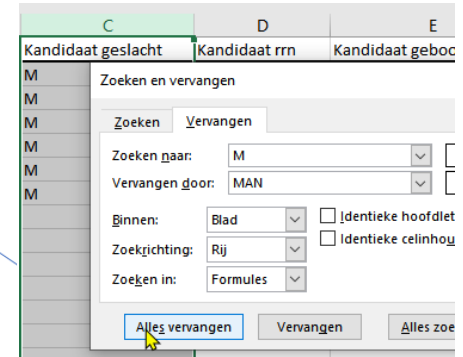 C D E
Kandidaat geslacht Kandidaat rrn Kandidaat geboo
M
M
M
M
M
M
Zoeken en vervangen
Zoeken Vervangen
Zoeken naar: M
Vervangen door: MAN
Binnen: Blad Identieke hoofdlet
Zoekrichting: Rij Identieke celinhou
Zoeken in: Formules
Alles vervangen Vervangen Alles zoe